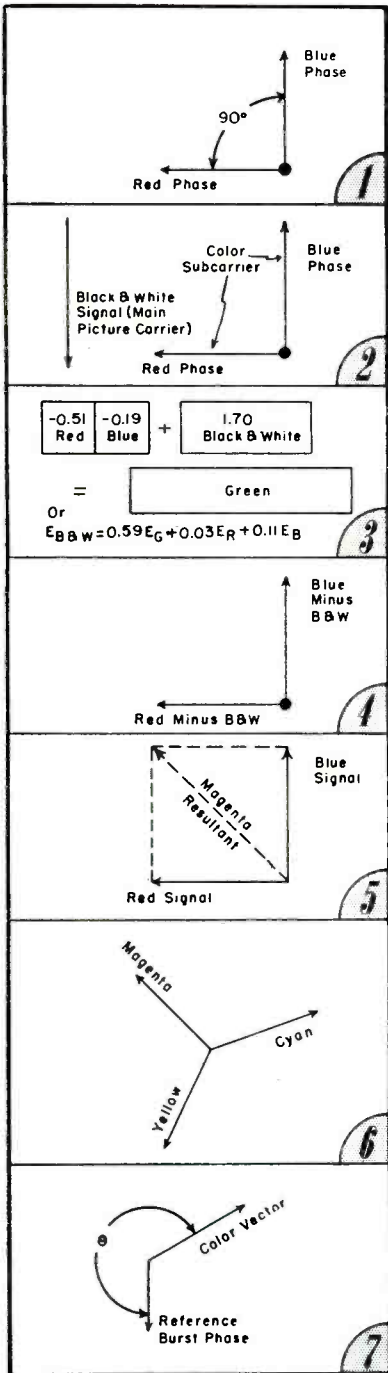 Blue
Phase
90°
Red Phase
1
Color
Subcarrier
Blue
Phase
Black & White
Signal (Main
Picture Carrier)
Red Phase
2
-0.51
Red
-0.19
Blue
+
1.70
Black & White
=
Green
Or
E B & W = 0.59EG + 0.03ER + 0.11EB
3
Blue
Minus
B&W
Red Minus B&W
4
Magenta
Resultant
Blue
Signal
Red Signal
5
Magenta
Cyan
Yellow
6
θ
Color Vector
Reference
Burst Phase
7